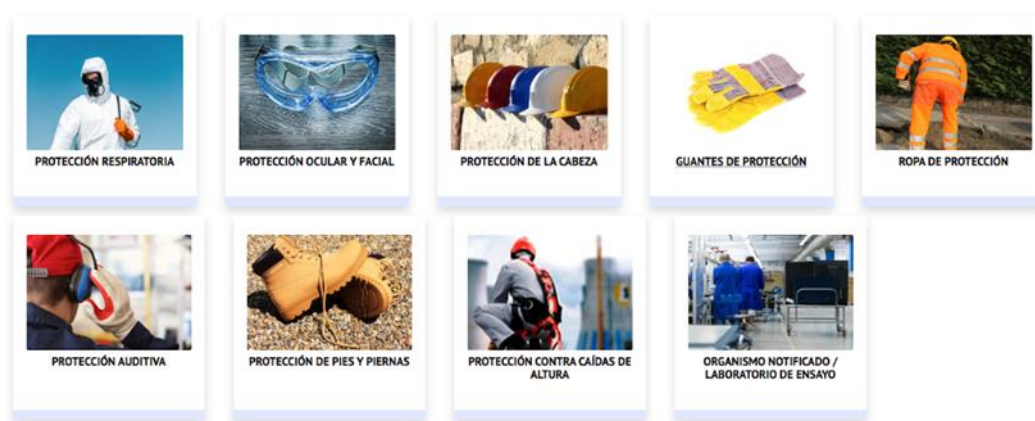 PROTECCIÓN RESPIRATORIA
PROTECCIÓN OCULAR Y FACIAL
PROTECCIÓN DE LA CABEZA
GUANTES DE PROTECCIÓN
ROPA DE PROTECCIÓN
PROTECCIÓN AUDITIVA
PROTECCIÓN DE PIES Y PIERNAS
PROTECCIÓN CONTRA CAÍDAS DE
ALTURA
ORGANISMO NOTIFICADO /
LABORATORIO DE ENSAYO